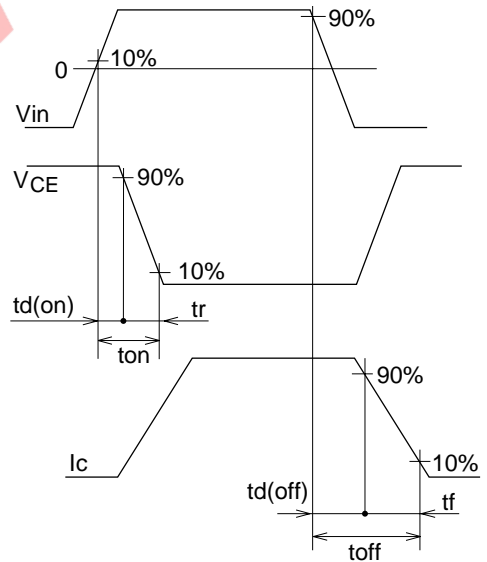 90%
10%
0
Vin
VCE
90%
10%
td(on)
tr
ton
90%
Ic
10%
td(off)
tf
toff